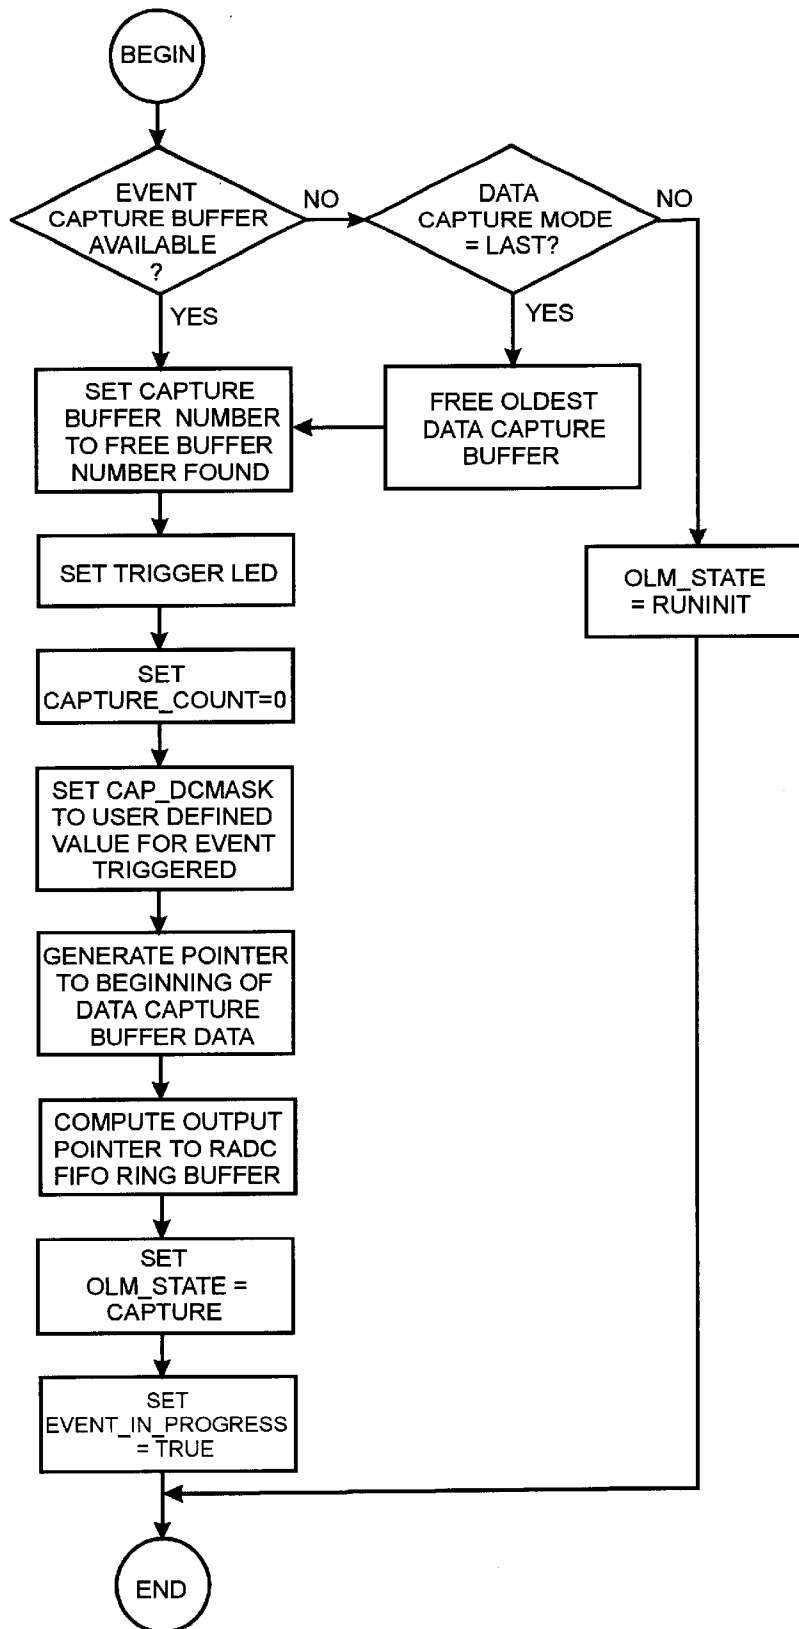 BEGIN
EVENT
CAPTURE BUFFER
AVAILABLE
?
NO
DATA
CAPTURE MODE
= LAST?
NO
YES
YES
SET CAPTURE
BUFFER NUMBER
TO FREE BUFFER
NUMBER FOUND
FREE OLDEST
DATA CAPTURE
BUFFER
SET TRIGGER LED
OLM_STATE
= RUNINIT
SET
CAPTURE_COUNT=0
SET CAP_DCMASK
TO USER DEFINED
VALUE FOR EVENT
TRIGGERED
GENERATE POINTER
TO BEGINNING OF
DATA CAPTURE
BUFFER DATA
COMPUTE OUTPUT
POINTER TO RADC
FIFO RING BUFFER
SET
OLM_STATE =
CAPTURE
SET
EVENT_IN_PROGRESS
= TRUE
END